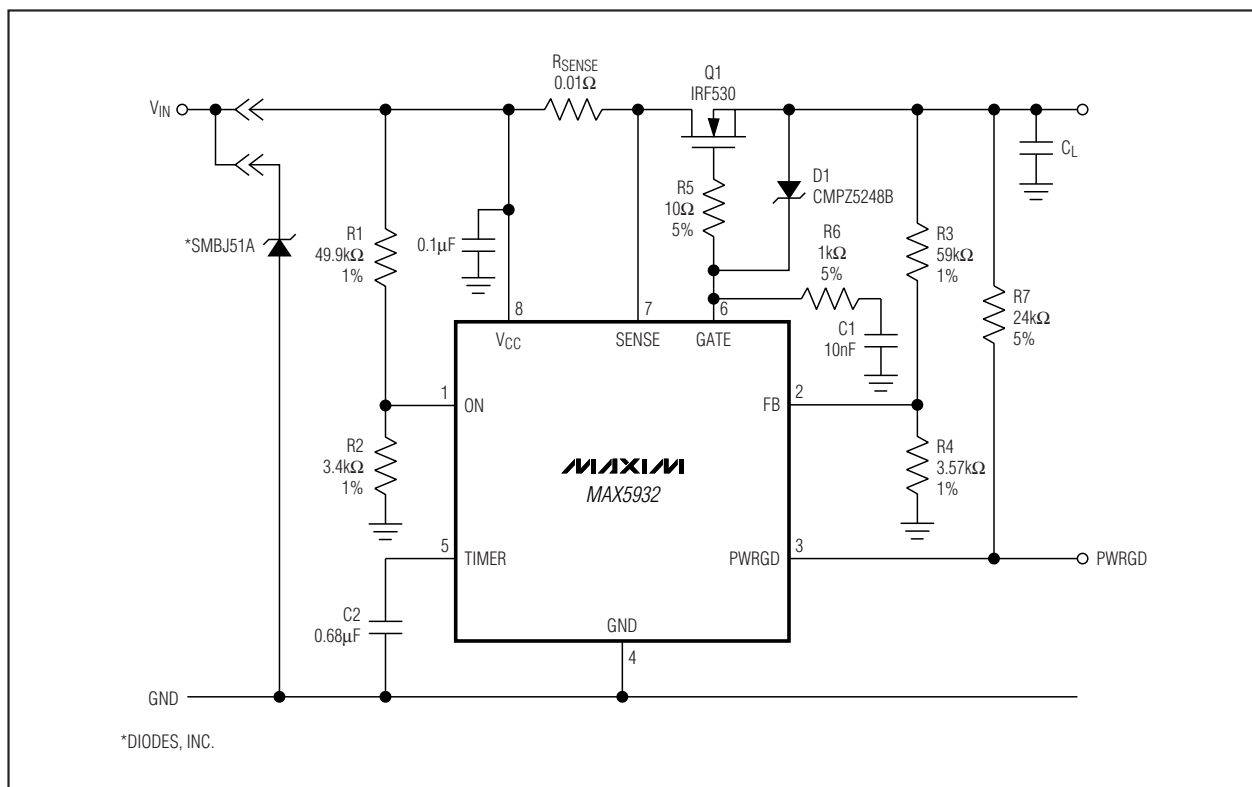 RSENSE
0.01Ω
Q1
IRF530
VIN
CL
R5
10Ω
5%
D1
CMPZ5248B
*SMBJ51A
R1
49.9kΩ
1%
0.1µF
R6
1kΩ
5%
R3
59kΩ
1%
R7
24kΩ
5%
8
7
6
VCC
SENSE
GATE
C1
10nF
1
ON
2
FB
R2
3.4kΩ
1%
MAXIM
MAX5932
R4
3.57kΩ
1%
5
TIMER
3
PWRGD
PWRGD
C2
0.68µF
GND
4
GND
*DIODES, INC.